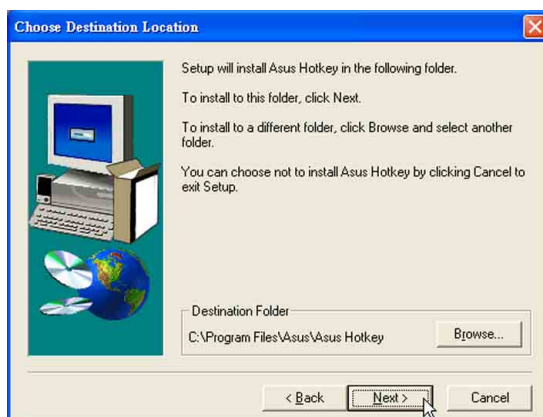 Choose Destination Location
Setup will install Asus Hotkey in the following folder.
To install to this folder, click Next.
To install to a different folder, click Browse and select another
folder.
You can choose not to install Asus Hotkey by clicking Cancel to
exit Setup.
Destination Folder
C:\Program Files\Asus\Asus Hotkey
Browse...
< Back
Next >
Cancel